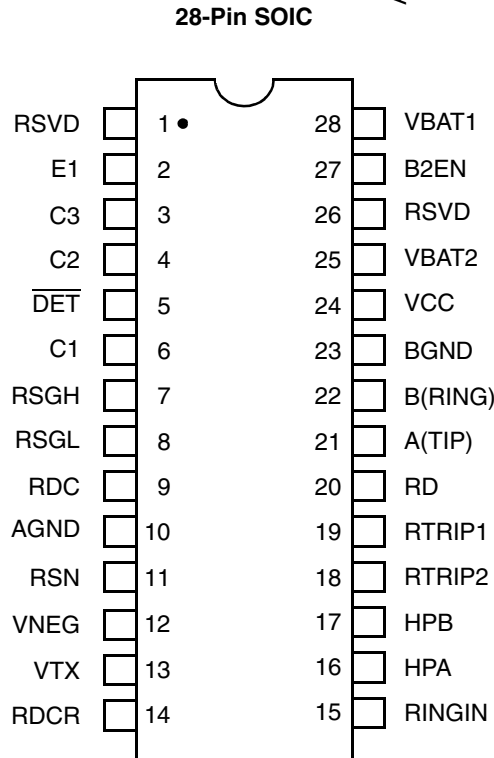 28-Pin SOIC
RSVD 1 28 VBAT1
E1 2 27 B2EN
C3 3 26 RSVD
C2 4 25 VBAT2
DET 5 24 VCC
C1 6 23 BGND
RSGH 7 22 B(RING)
RSGL 8 21 A(TIP)
RDC 9 20 RD
AGND 10 19 RTRIP1
RSN 11 18 RTRIP2
VNEG 12 17 HPB
VTX 13 16 HPA
RDCR 14 15 RINGIN